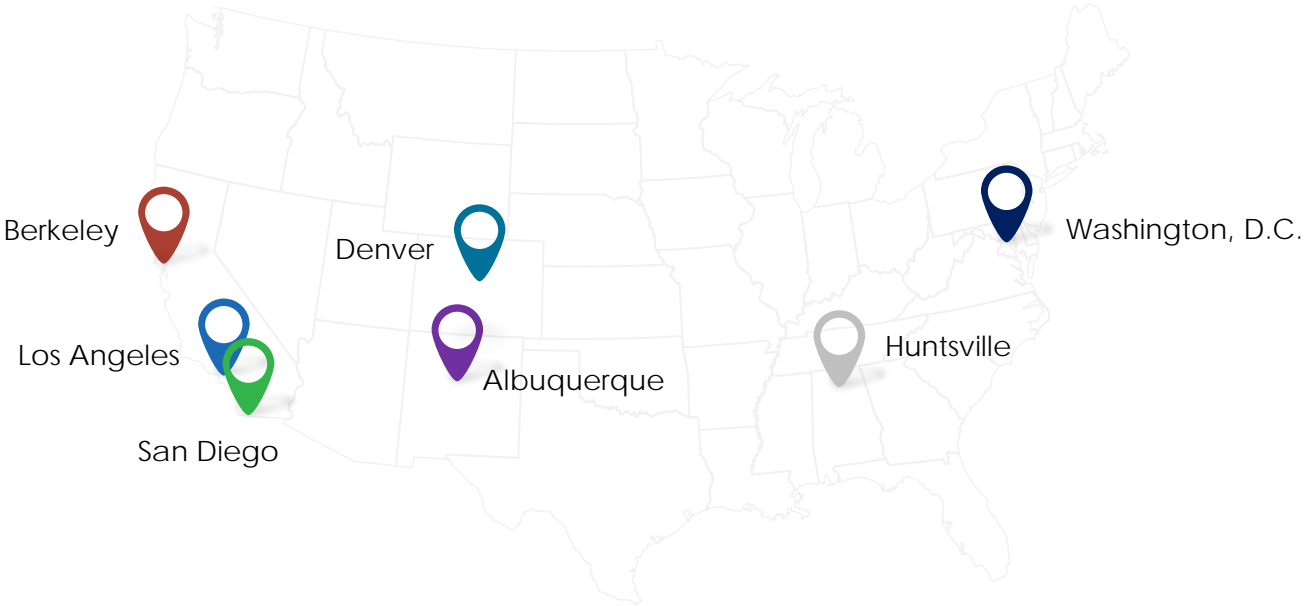 Berkeley
Denver
Washington, D.C.
Los Angeles
Albuquerque
Huntsville
San Diego